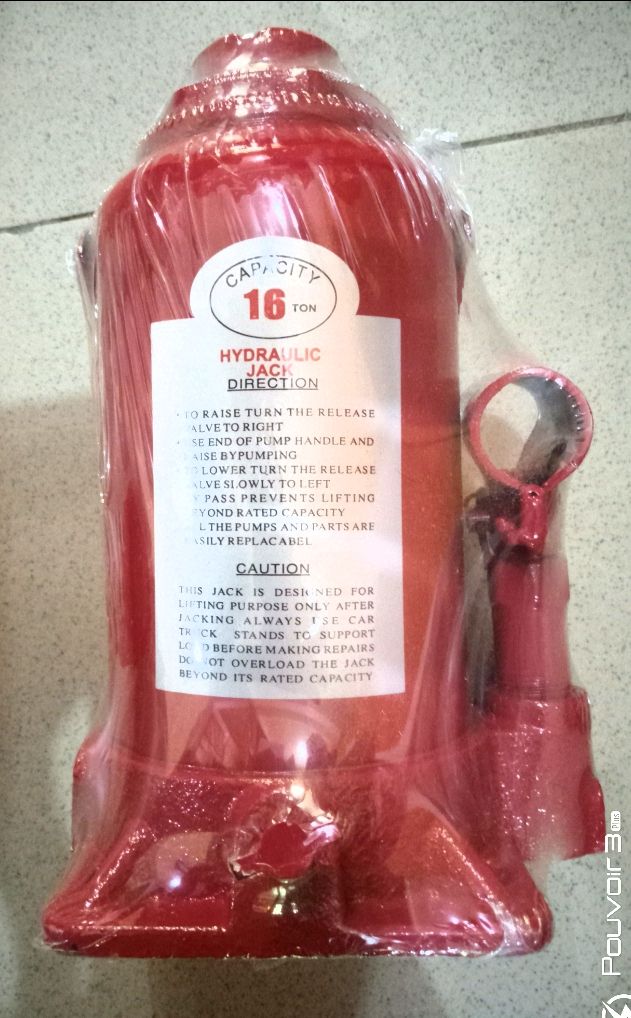 CAPACITY
16 TON
HYDRAULIC
JACK
DIRECTION
TO RAISE TURN THE RELEASE
ALVE TO RIGHT
SE END OF PUMP HANDLE AND
AISE BYPUMPING
TO LOWER TURN THE RELEASE
ALVE SLOWLY TO LEFT
Y PASS PREVENTS LIFTING
EYOND RATED CAPACITY
L THE PUMPS AND PARTS ARE
ASILY REPLACABEL
CAUTION
THIS JACK IS DESIGNED FOR
LIFTING PURPOSE ONLY AFTER
JACKING ALWAYS USE CAR
TRUCK STANDS TO SUPPORT
LOAD BEFORE MAKING REPAIRS
DO NOT OVERLOAD THE JACK
BEYOND ITS RATED CAPACITY
Pouvoir 3 Plus